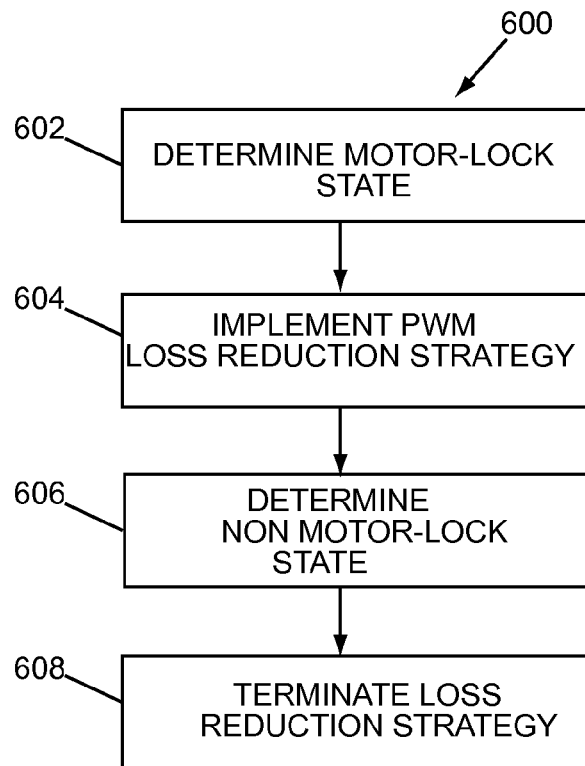 600
602
DETERMINE MOTOR-LOCK
STATE
604
IMPLEMENT PWM
LOSS REDUCTION STRATEGY
606
DETERMINE
NON MOTOR-LOCK
STATE
608
TERMINATE LOSS
REDUCTION STRATEGY